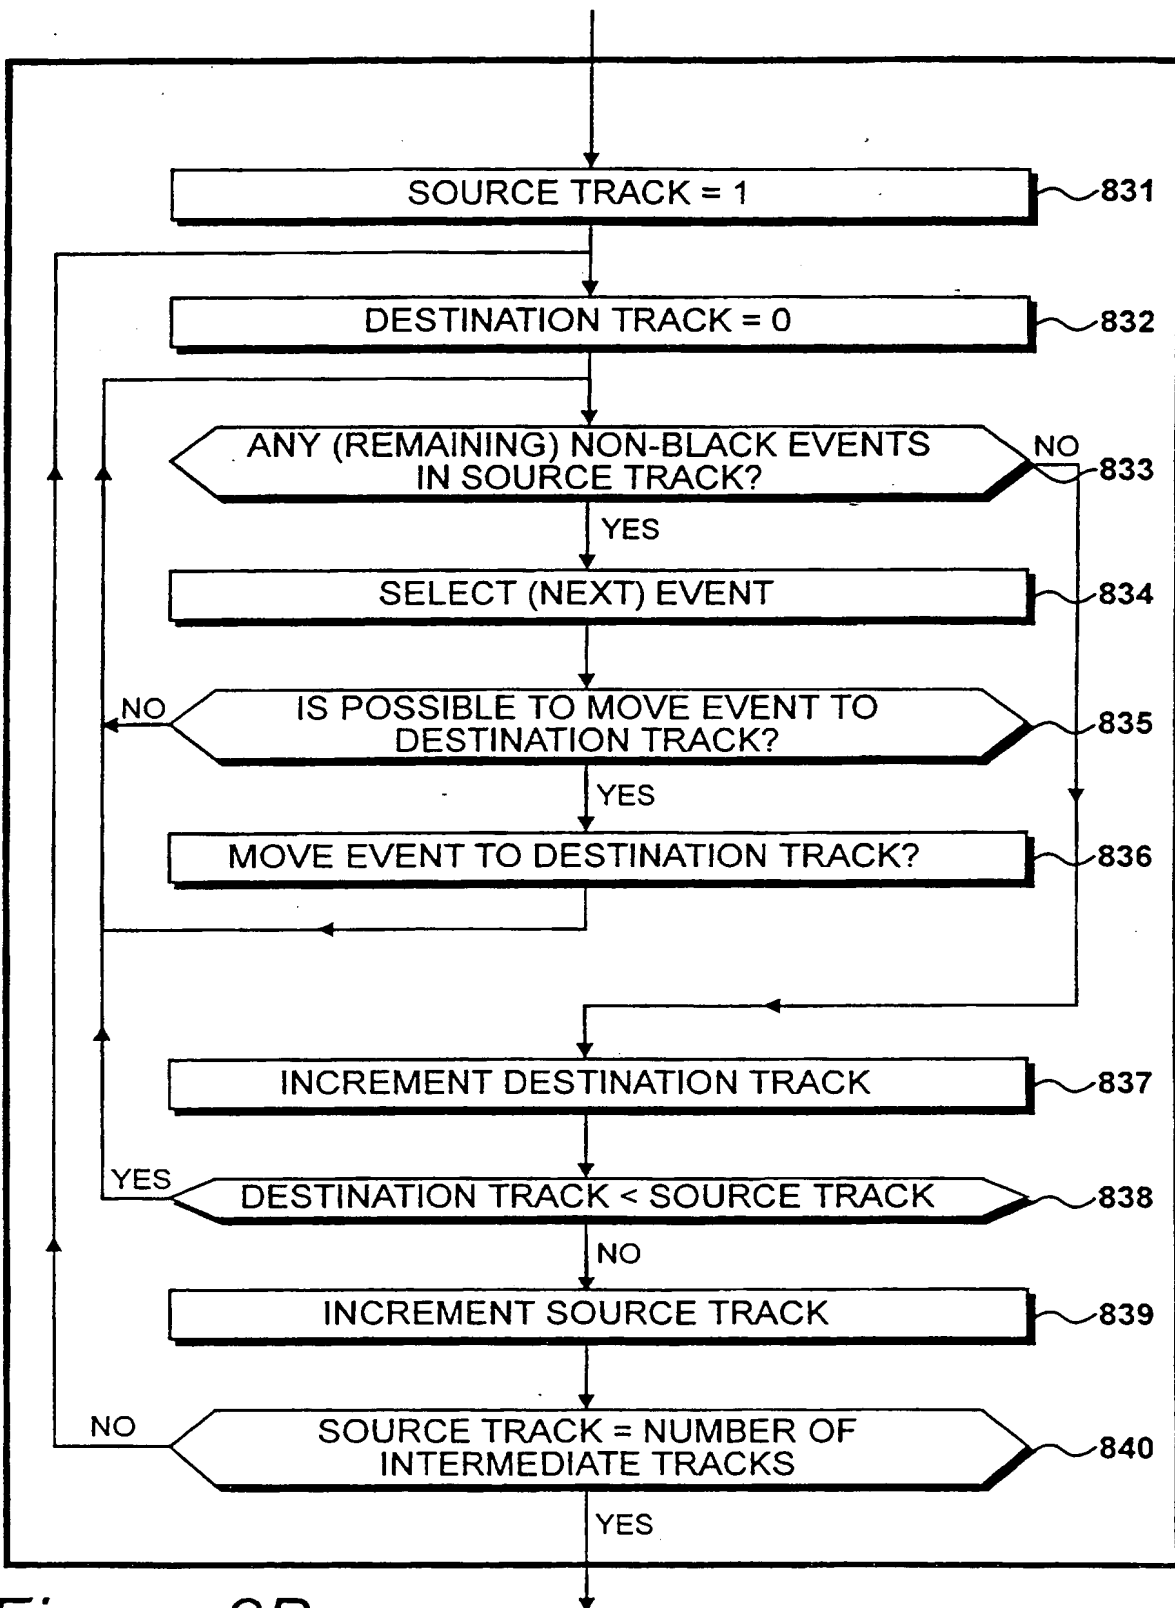 SOURCE TRACK = 1
831
DESTINATION TRACK = 0
832
ANY (REMAINING) NON-BLACK EVENTS
IN SOURCE TRACK?
NO
833
YES
SELECT (NEXT) EVENT
834
IS POSSIBLE TO MOVE EVENT TO
DESTINATION TRACK?
NO
835
YES
MOVE EVENT TO DESTINATION TRACK?
836
INCREMENT DESTINATION TRACK
837
YES
DESTINATION TRACK < SOURCE TRACK
838
NO
INCREMENT SOURCE TRACK
839
NO
SOURCE TRACK = NUMBER OF
INTERMEDIATE TRACKS
840
YES